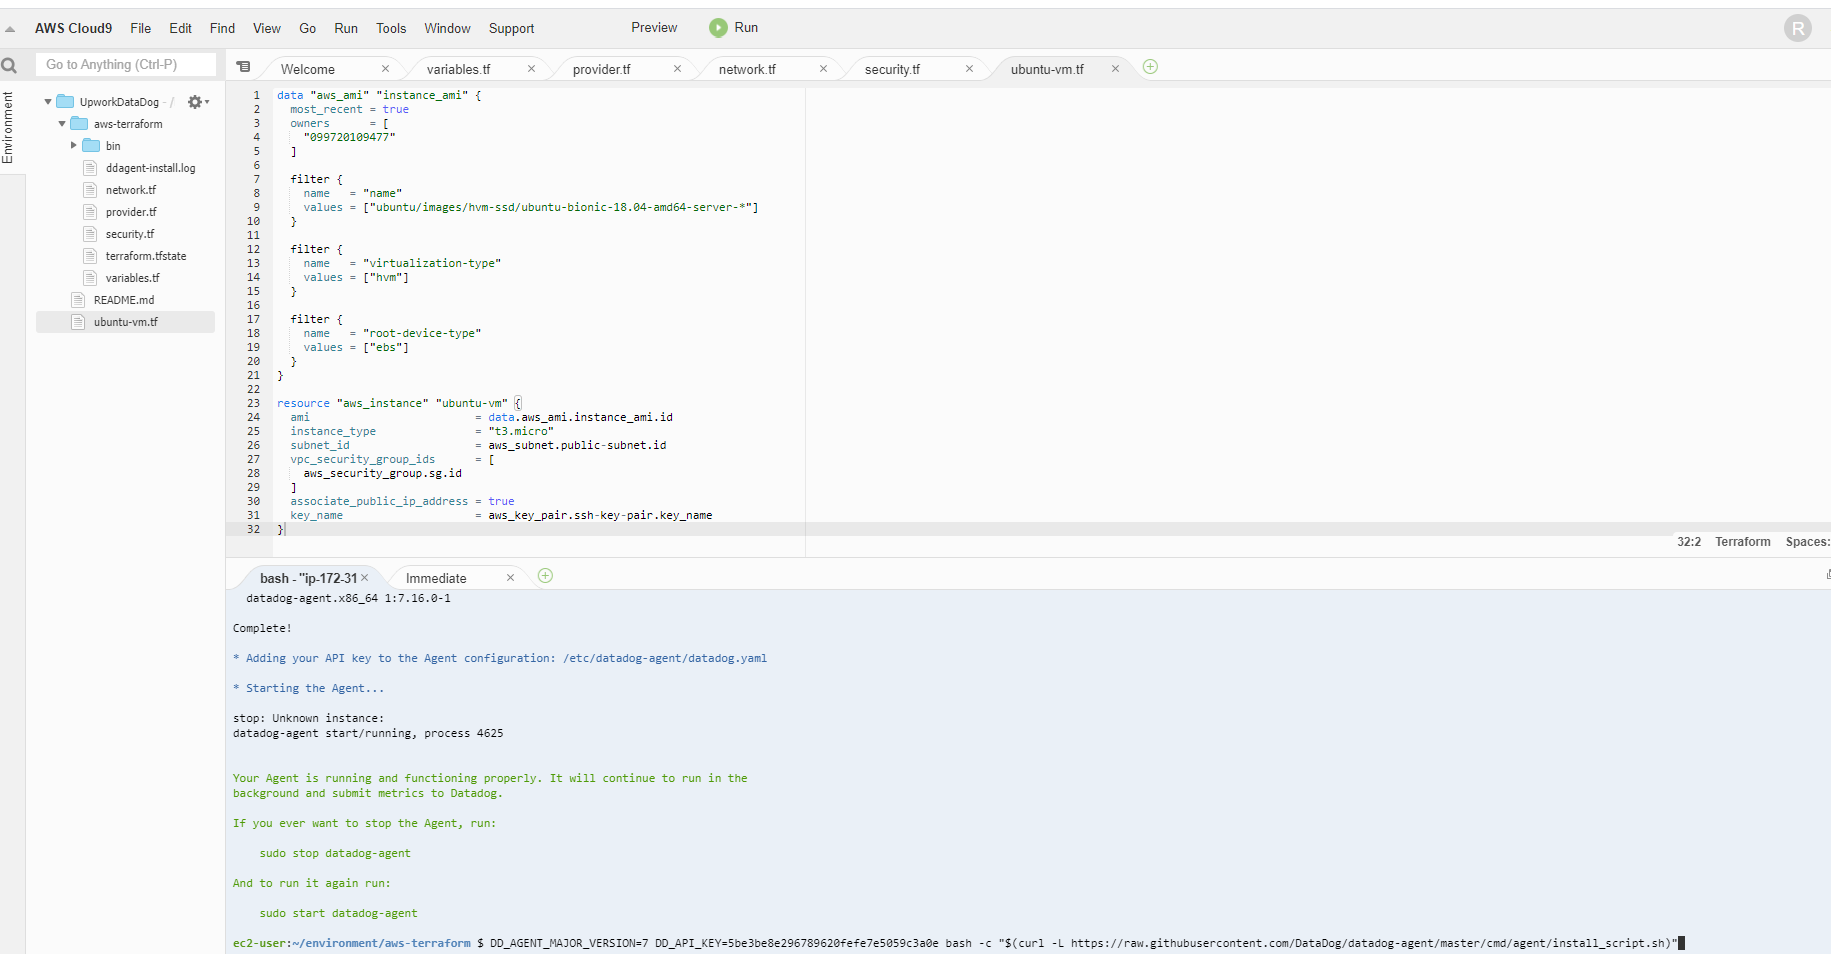 AWS Cloud9 File Edit Find View Go Run Tools Window Support Preview Run R
Go to Anything (Ctrl-P)
Environment
UpworkDataDog - /
aws-terraform
bin
ddagent-install.log
network.tf
provider.tf
security.tf
terraform.tfstate
variables.tf
README.md
ubuntu-vm.tf
Welcome variables.tf provider.tf network.tf security.tf ubuntu-vm.tf
1 data "aws_ami" "instance_ami" {
2 most_recent = true
3 owners = [
4 "099720109477"
5 ]
6
7 filter {
8 name = "name"
9 values = ["ubuntu/images/hvm-ssd/ubuntu-bionic-18.04-amd64-server-*"]
10 }
11
12 filter {
13 name = "virtualization-type"
14 values = ["hvm"]
15 }
16
17 filter {
18 name = "root-device-type"
19 values = ["ebs"]
20 }
21 }
22
23 resource "aws_instance" "ubuntu-vm" {
24 ami = data.aws_ami.instance_ami.id
25 instance_type = "t3.micro"
26 subnet_id = aws_subnet.public-subnet.id
27 vpc_security_group_ids = [
28 aws_security_group.sg.id
29 ]
30 associate_public_ip_address = true
31 key_name = aws_key_pair.ssh-key-pair.key_name
32 }
32:2 Terraform Spaces:
bash - "ip-172-31 Immediate
datadog-agent.x86_64 1:7.16.0-1
Complete!
* Adding your API key to the Agent configuration: /etc/datadog-agent/datadog.yaml
* Starting the Agent...
stop: Unknown instance:
datadog-agent start/running, process 4625
Your Agent is running and functioning properly. It will continue to run in the
background and submit metrics to Datadog.
If you ever want to stop the Agent, run:
sudo stop datadog-agent
And to run it again run:
sudo start datadog-agent
ec2-user:~/environment/aws-terraform $ DD_AGENT_MAJOR_VERSION=7 DD_API_KEY=5be3be8e296789620fefe7e5059c3a0e bash -c "$(curl -L https://raw.githubusercontent.com/DataDog/datadog-agent/master/cmd/agent/install_script.sh)"